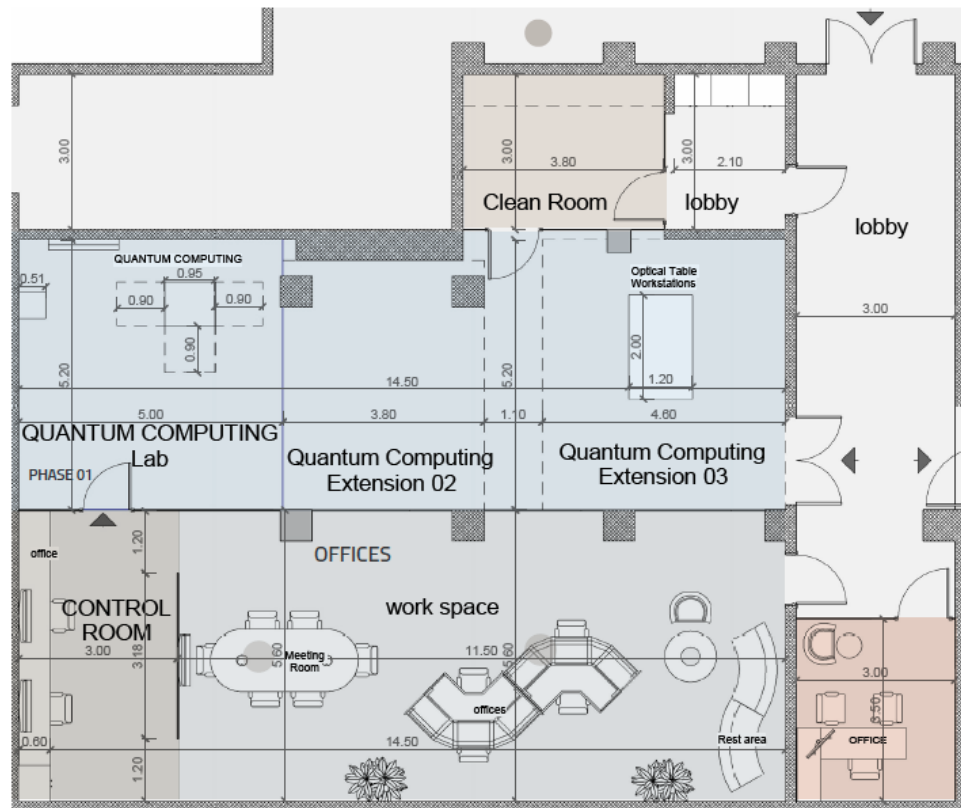 3.00
3.00
3.80
3.00
2.10
Clean Room
lobby
lobby
QUANTUM COMPUTING
0.95
0.51
0.90
0.90
0.90
Optical Table
Workstations
2.00
1.20
3.00
5.20
14.50
5.20
5.00
3.80
1.10
4.60
QUANTUM COMPUTING
Lab
Quantum Computing
Extension 02
Quantum Computing
Extension 03
PHASE 01
1.20
office
OFFICES
CONTROL
ROOM
work space
3.00
3.18
Meeting
Room
5.60
11.50
5.60
3.00
3.50
offices
0.60
14.50
Rest area
OFFICE
1.20